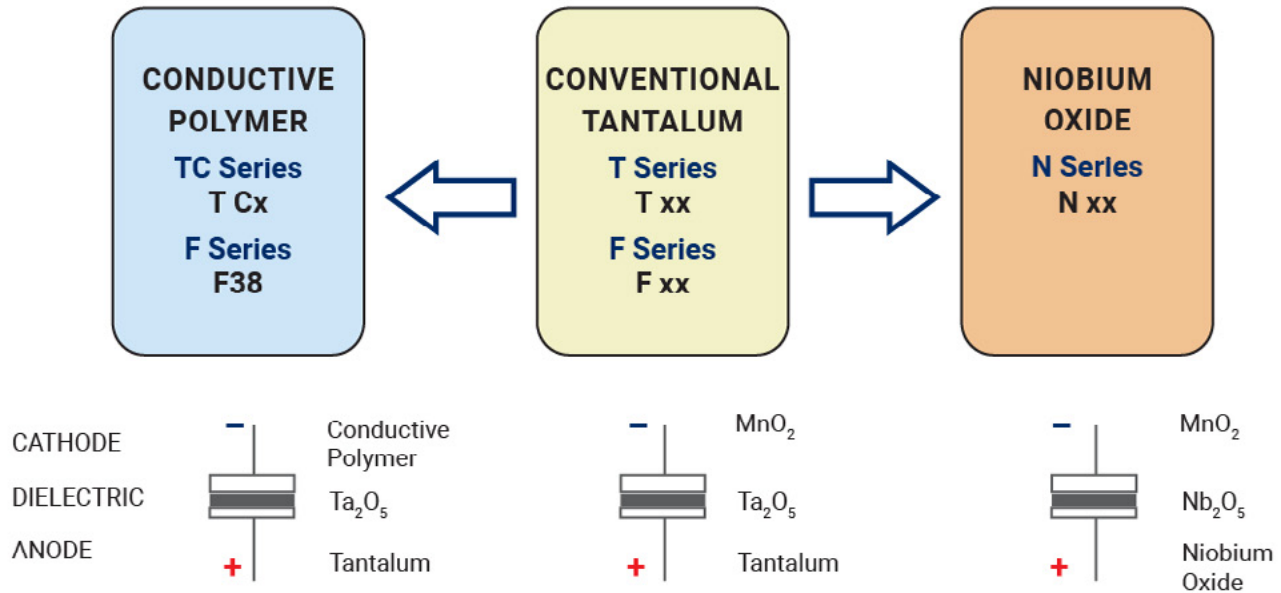 CONDUCTIVE
POLYMER
TC Series
T Cx
F Series
F38
CONVENTIONAL
TANTALUM
T Series
T xx
F Series
F xx
NIOBIUM
OXIDE
N Series
N xx
CATHODE
−
Conductive
Polymer
−
MnO₂
−
MnO₂
DIELECTRIC
Ta₂O₅
Ta₂O₅
Nb₂O₅
ANODE
+
Tantalum
+
Tantalum
+
Niobium
Oxide